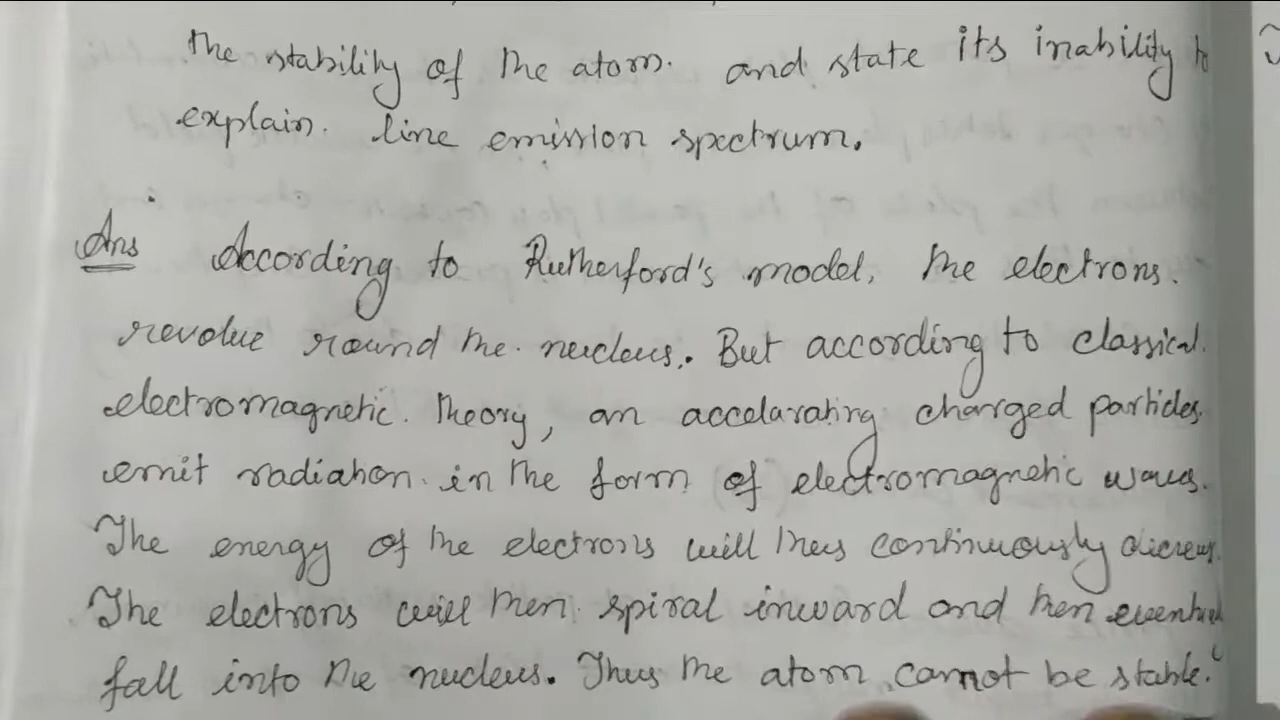 the stability of the atom. and state its inability to
explain. line emission spectrum.
Ans According to Rutherford's model, the electrons.
revolve round the. nucleus. But according to classical.
electromagnetic. theory, an accelarating charged particles.
emit radiation. in the form of electromagnetic waves.
The energy of the electrons will thus continuously
The electrons will then. spiral inward and then
fall into the nucleus. Thus the atom cannot be stable.